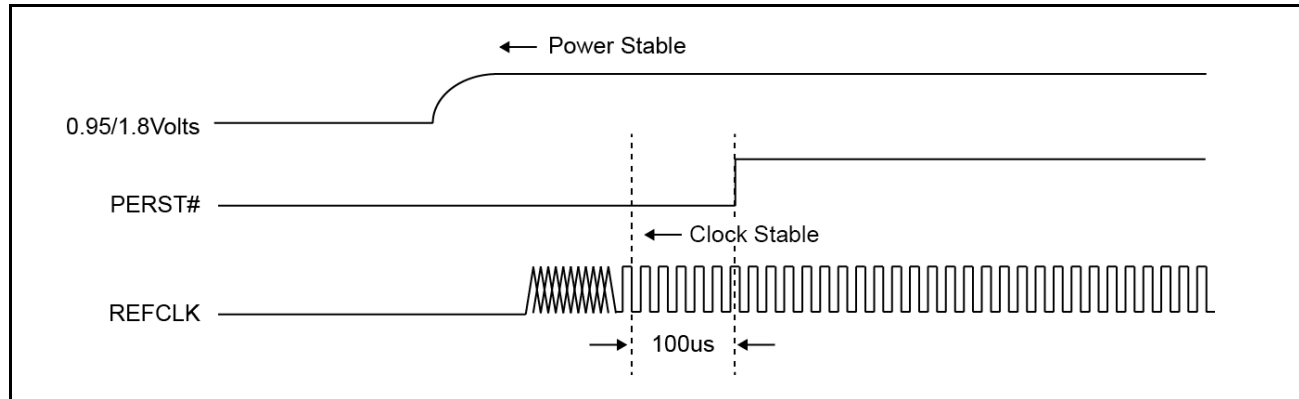 ← Power Stable
0.95/1.8Volts
PERST#
← Clock Stable
REFCLK
100us